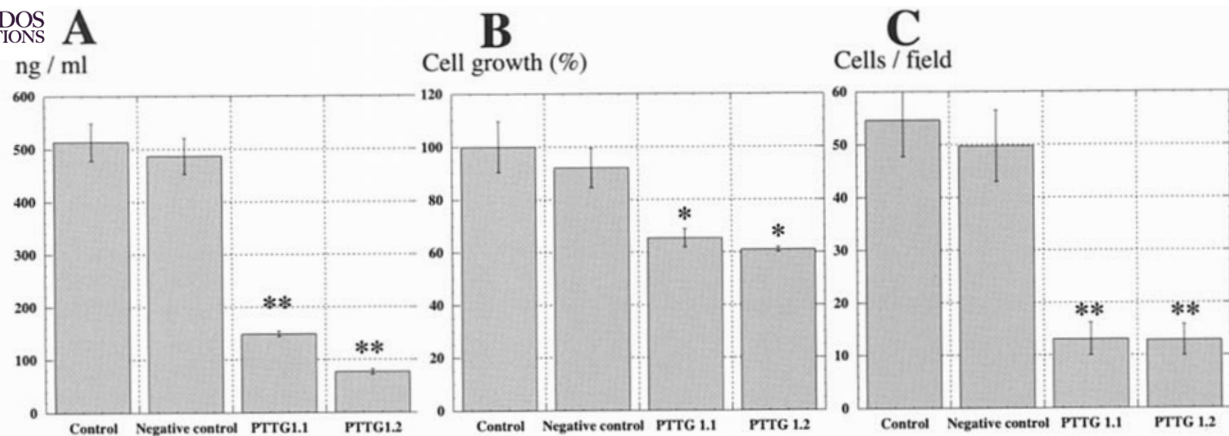 DOS
TIONS
A
ng / ml
600
500
400
300
200
100
0
**
**
Control Negative control PTTG1.1 PTTG1.2
B
Cell growth (%)
120
100
80
60
40
20
0
*
*
Control Negative control PTTG 1.1 PTTG 1.2
C
Cells / field
60
50
40
30
20
10
0
**
**
Control Negative control PTTG 1.1 PTTG 1.2